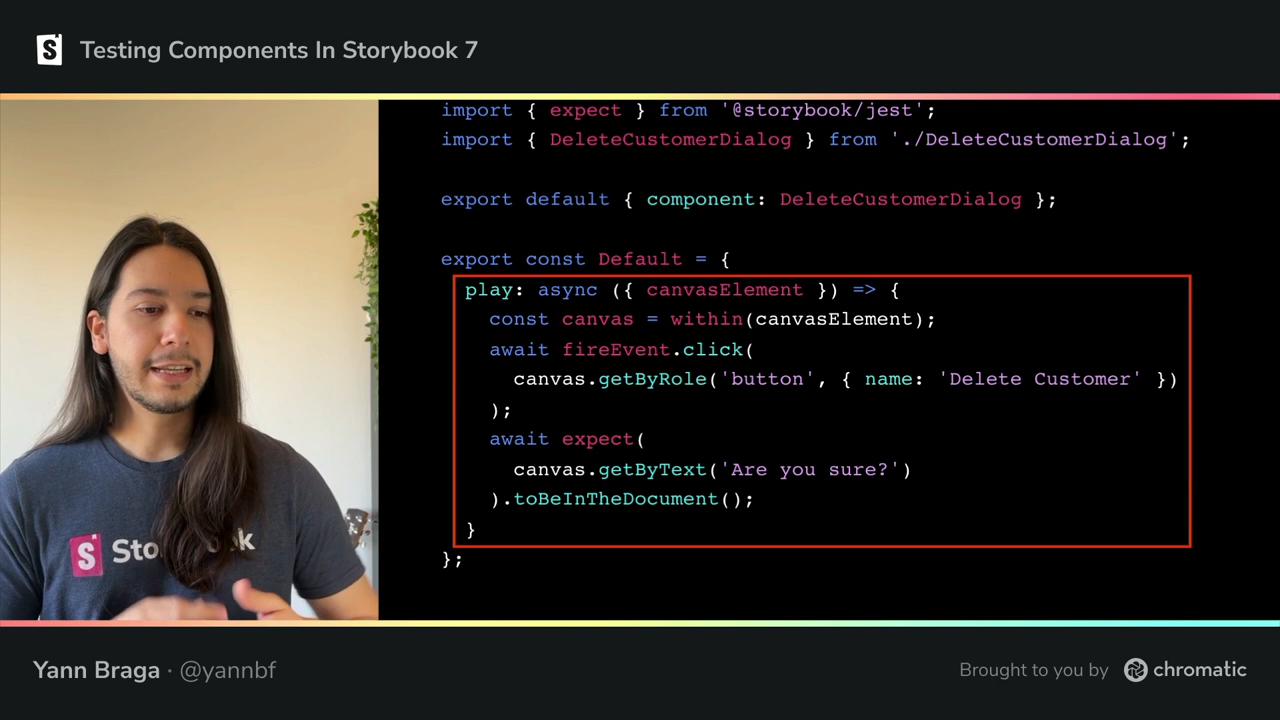 S Testing Components In Storybook 7
import { expect } from '@storybook/jest';
import { DeleteCustomerDialog } from './DeleteCustomerDialog';
export default { component: DeleteCustomerDialog };
export const Default = {
play: async ({ canvasElement }) => {
const canvas = within(canvasElement);
await fireEvent.click(
canvas.getByRole('button', { name: 'Delete Customer' })
);
await expect(
canvas.getByText('Are you sure?')
).toBeInTheDocument();
}
};
S
Yann Braga · @yannbf
Brought to you by chromatic